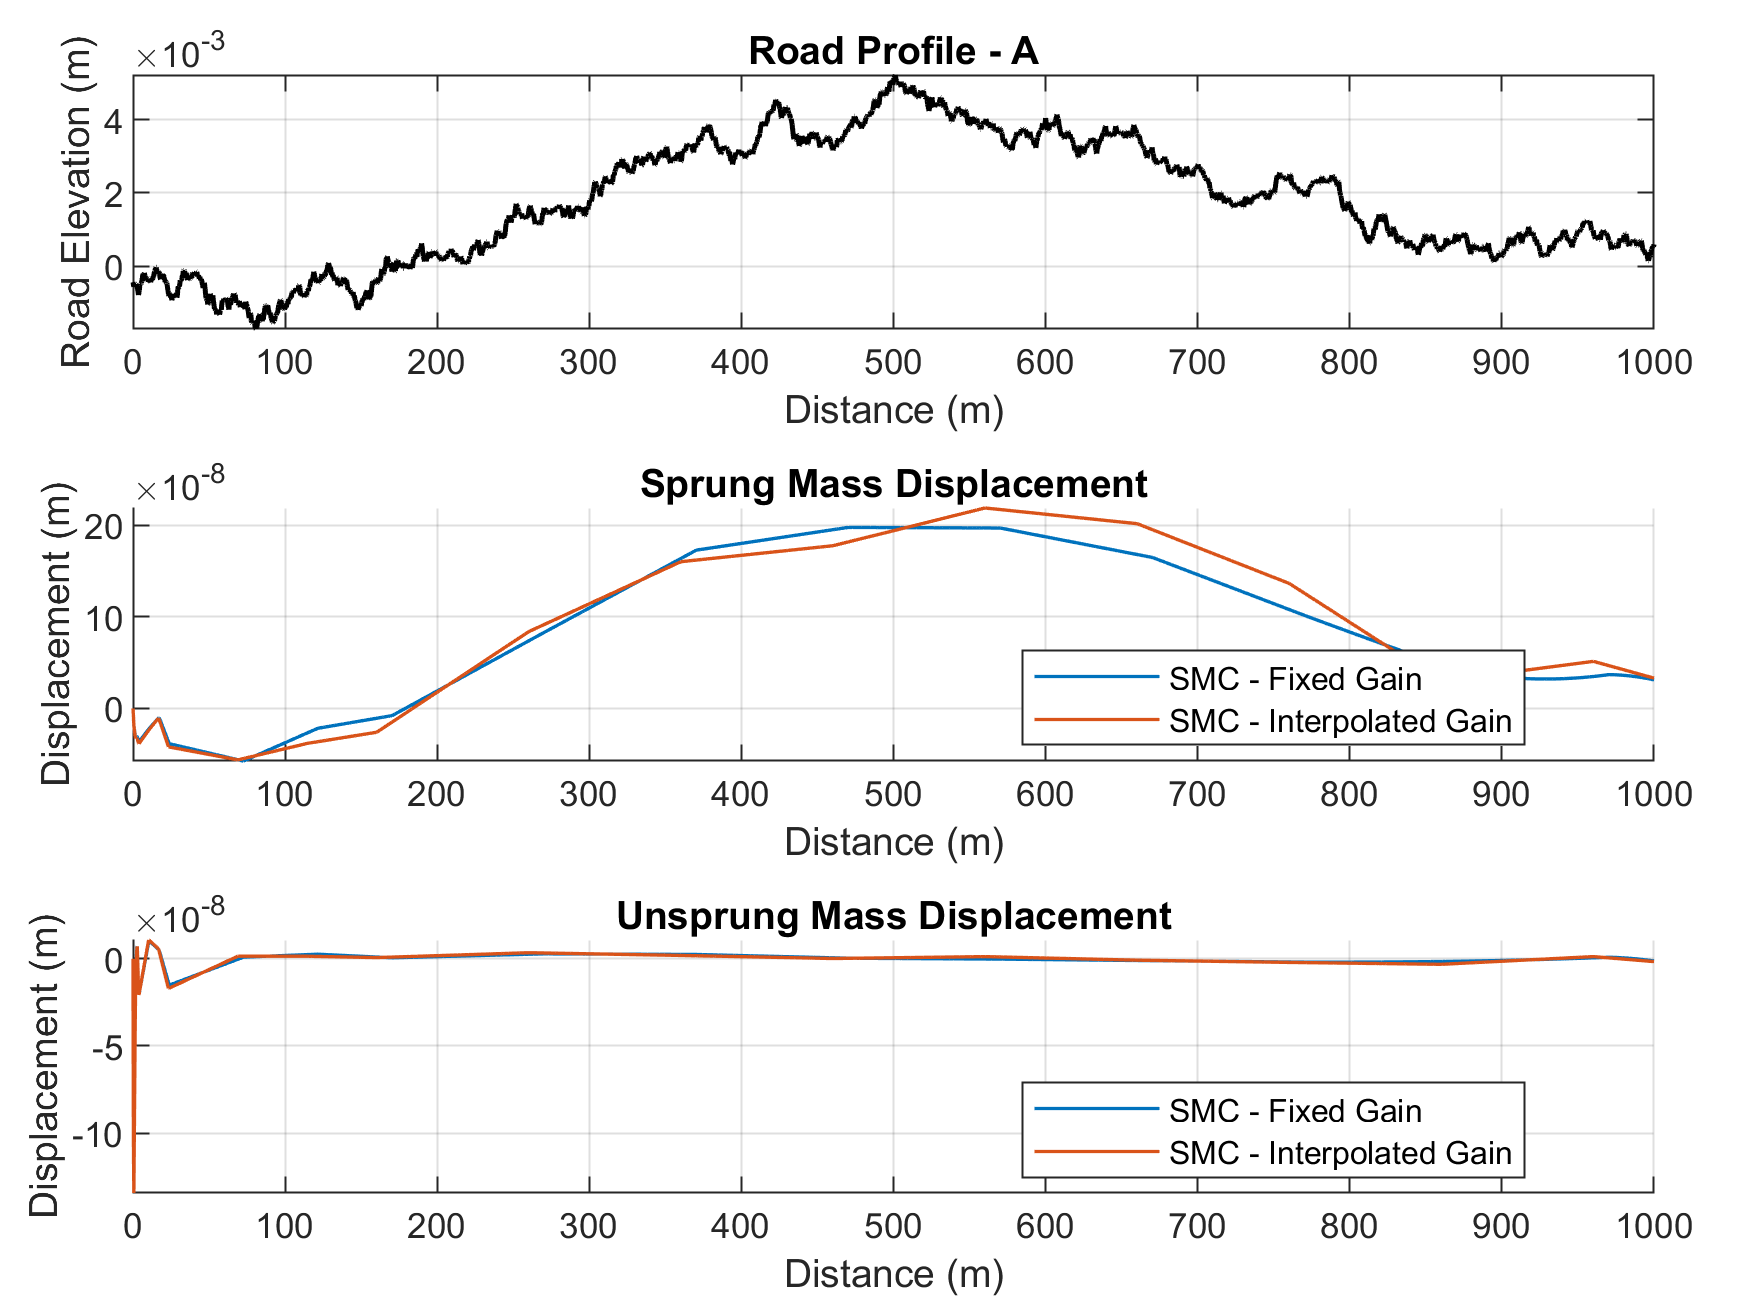 Road Profile - A
×10-3
Road Elevation (m)
4
2
0
0 100 200 300 400 500 600 700 800 900 1000
Distance (m)
Sprung Mass Displacement
×10-8
Displacement (m)
20
10
0
SMC - Fixed Gain
SMC - Interpolated Gain
0 100 200 300 400 500 600 700 800 900 1000
Distance (m)
Unsprung Mass Displacement
×10-8
Displacement (m)
0
-5
-10
SMC - Fixed Gain
SMC - Interpolated Gain
0 100 200 300 400 500 600 700 800 900 1000
Distance (m)